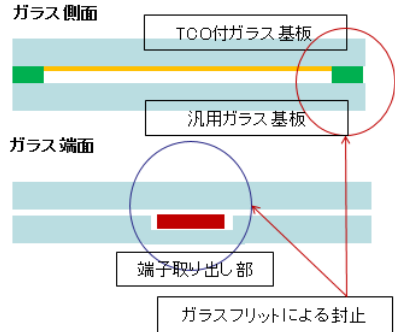 ガラス側面
TCO付ガラス基板
汎用ガラス基板
ガラス端面
端子取り出し部
ガラスフリットによる封止